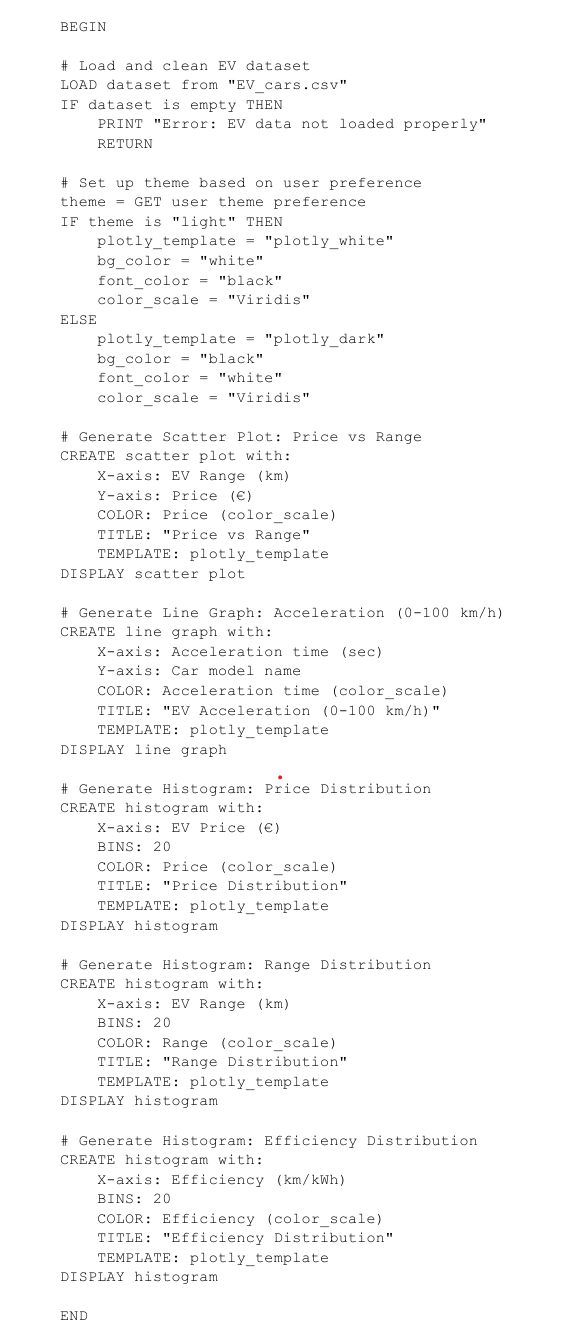 BEGIN

# Load and clean EV dataset
LOAD dataset from "EV_cars.csv"
IF dataset is empty THEN
    PRINT "Error: EV data not loaded properly"
    RETURN

# Set up theme based on user preference
theme = GET user theme preference
IF theme is "light" THEN
    plotly_template = "plotly_white"
    bg_color = "white"
    font_color = "black"
    color_scale = "Viridis"
ELSE
    plotly_template = "plotly_dark"
    bg_color = "black"
    font_color = "white"
    color_scale = "Viridis"

# Generate Scatter Plot: Price vs Range
CREATE scatter plot with:
    X-axis: EV Range (km)
    Y-axis: Price (€)
    COLOR: Price (color_scale)
    TITLE: "Price vs Range"
    TEMPLATE: plotly_template
DISPLAY scatter plot

# Generate Line Graph: Acceleration (0-100 km/h)
CREATE line graph with:
    X-axis: Acceleration time (sec)
    Y-axis: Car model name
    COLOR: Acceleration time (color_scale)
    TITLE: "EV Acceleration (0-100 km/h)"
    TEMPLATE: plotly_template
DISPLAY line graph

# Generate Histogram: Price Distribution
CREATE histogram with:
    X-axis: EV Price (€)
    BINS: 20
    COLOR: Price (color_scale)
    TITLE: "Price Distribution"
    TEMPLATE: plotly_template
DISPLAY histogram

# Generate Histogram: Range Distribution
CREATE histogram with:
    X-axis: EV Range (km)
    BINS: 20
    COLOR: Range (color_scale)
    TITLE: "Range Distribution"
    TEMPLATE: plotly_template
DISPLAY histogram

# Generate Histogram: Efficiency Distribution
CREATE histogram with:
    X-axis: Efficiency (km/kWh)
    BINS: 20
    COLOR: Efficiency (color_scale)
    TITLE: "Efficiency Distribution"
    TEMPLATE: plotly_template
DISPLAY histogram

END